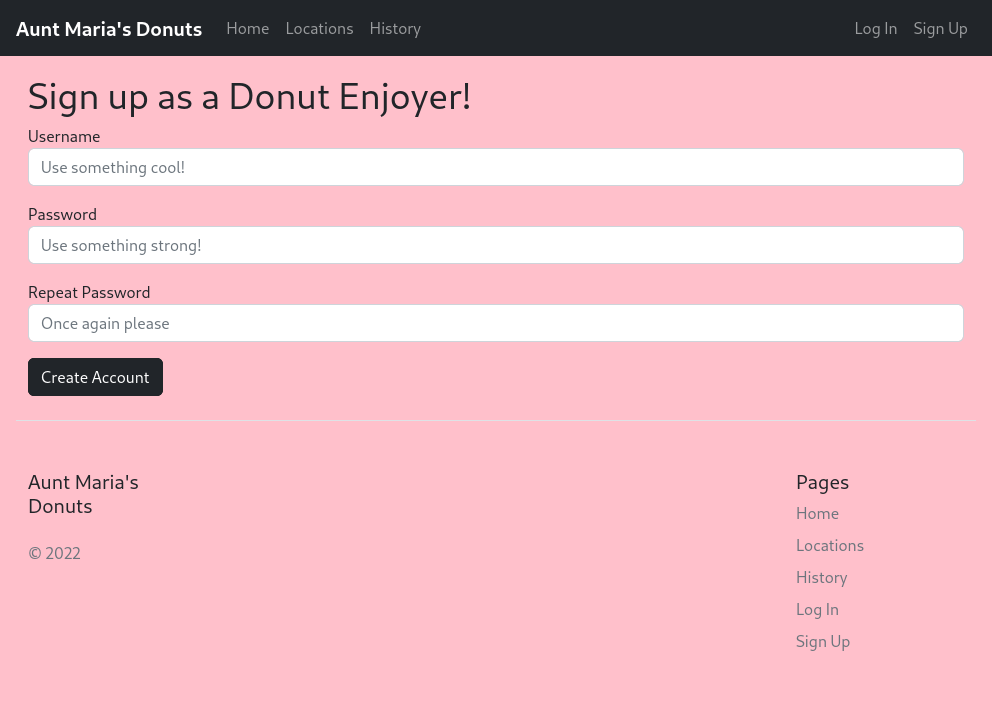 Aunt Maria's Donuts Home Locations History Log In Sign Up
Sign up as a Donut Enjoyer!
Username
Use something cool!
Password
Use something strong!
Repeat Password
Once again please
Create Account
Aunt Maria's
Donuts
© 2022
Pages
Home
Locations
History
Log In
Sign Up